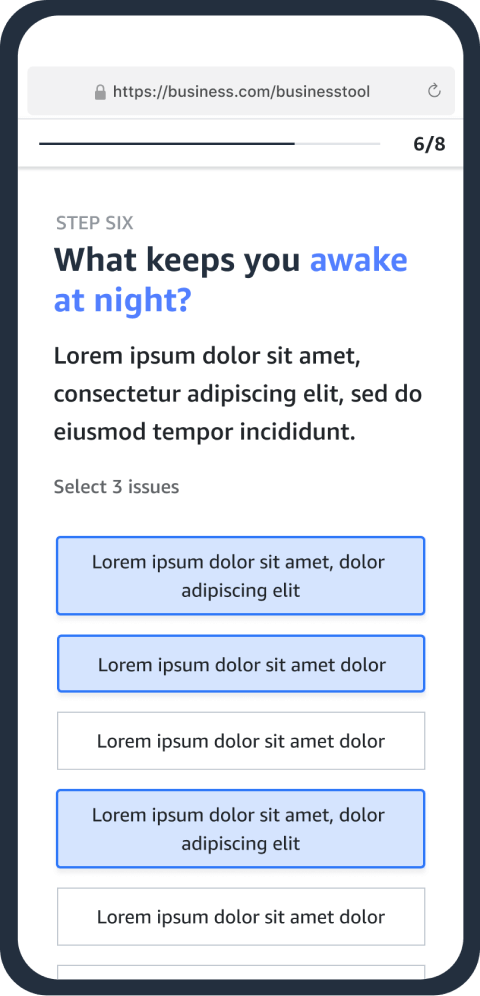 https://business.com/businesstool
6/8
STEP SIX
What keeps you awake
at night?
Lorem ipsum dolor sit amet,
consectetur adipiscing elit, sed do
eiusmod tempor incididunt.
Select 3 issues
Lorem ipsum dolor sit amet, dolor
adipiscing elit
Lorem ipsum dolor sit amet dolor
Lorem ipsum dolor sit amet dolor
Lorem ipsum dolor sit amet, dolor
adipiscing elit
Lorem ipsum dolor sit amet dolor